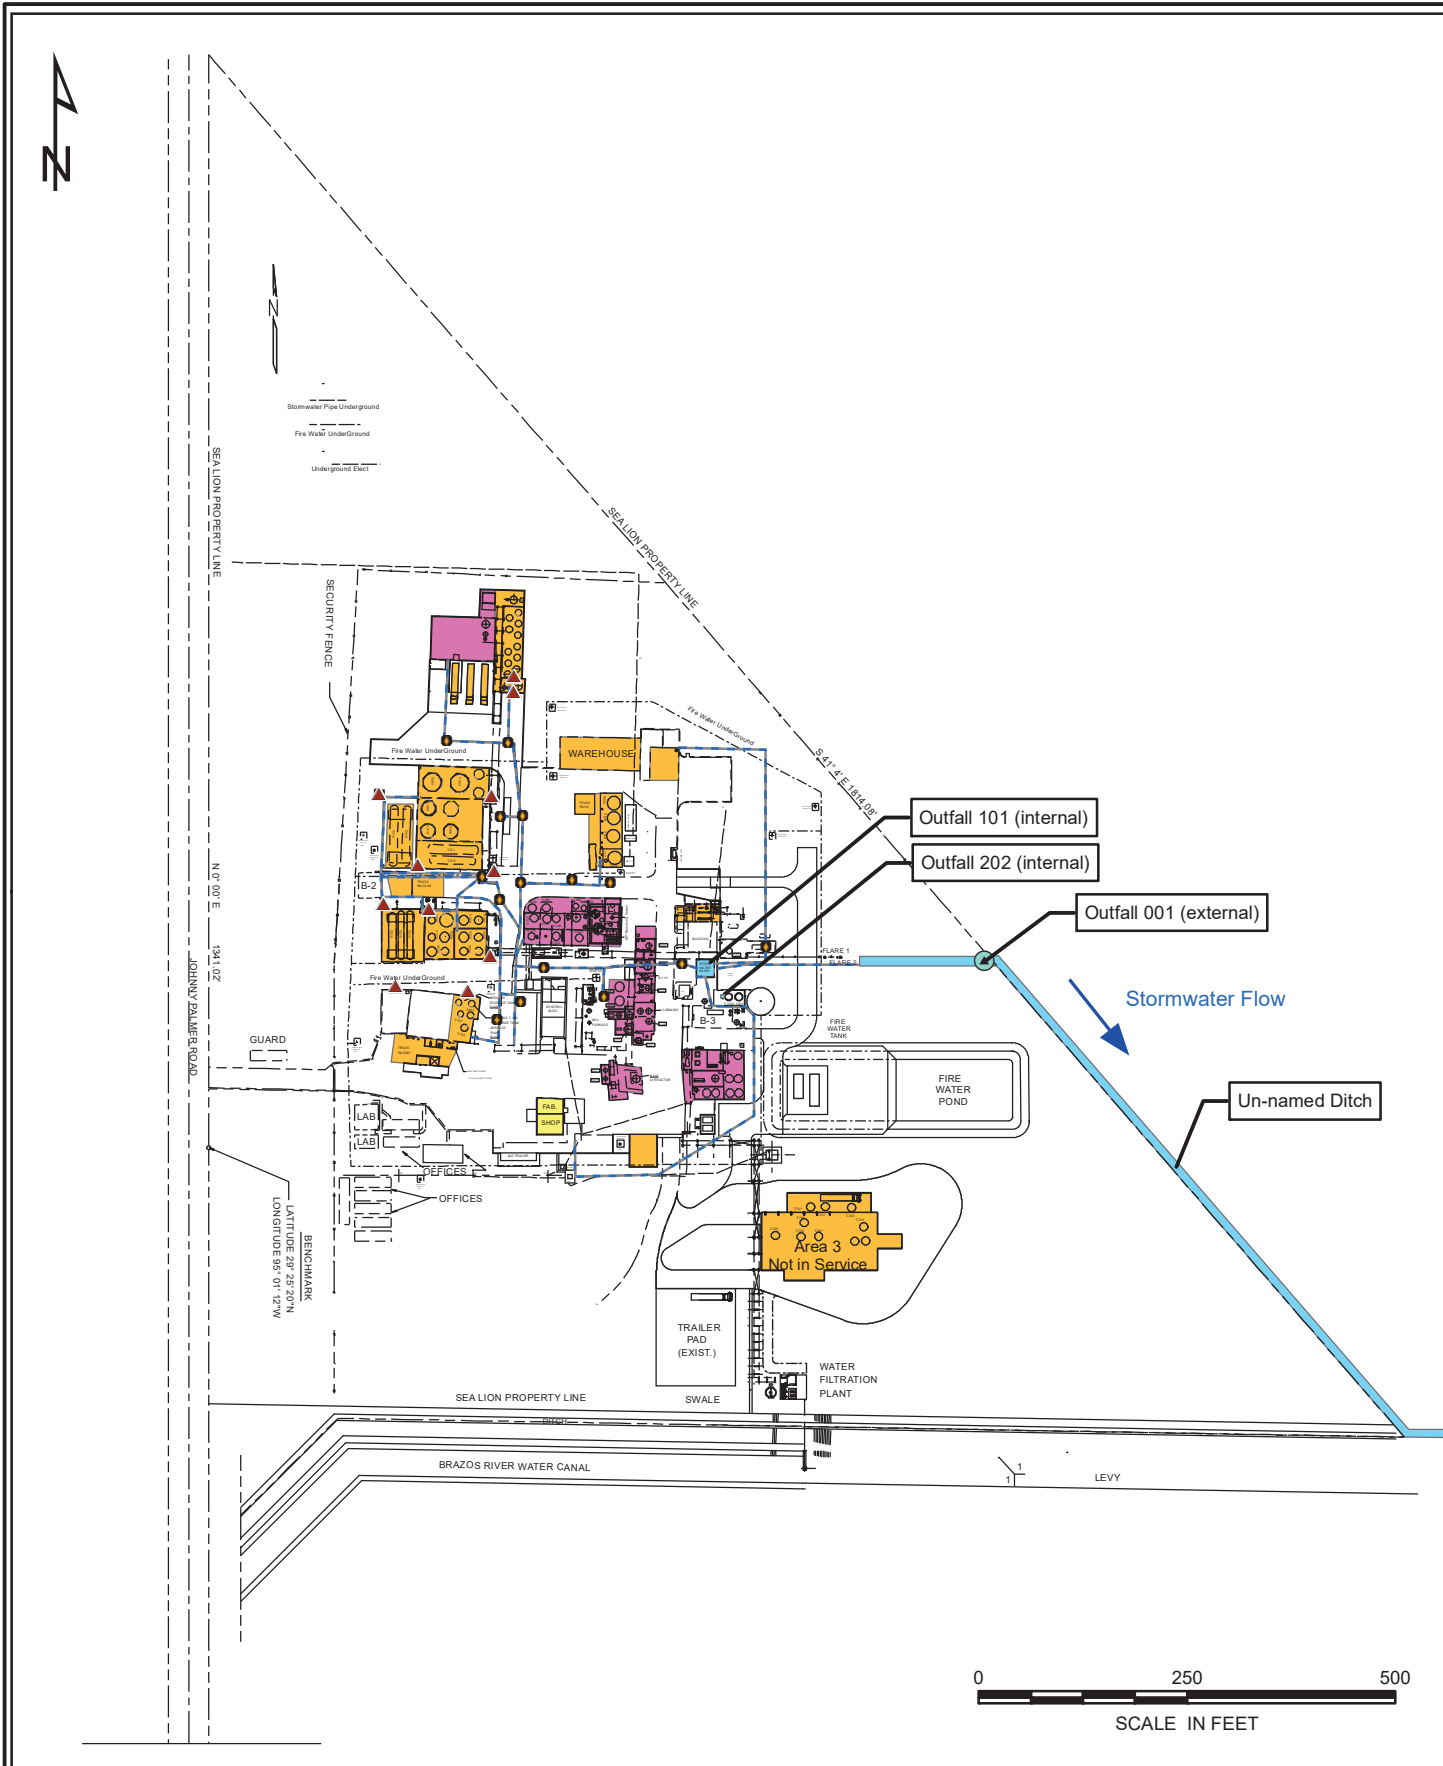 N
N
Stormwater Pipe Underground
Fire Water UnderGround
Underground Elect
SEA LION PROPERTY LINE
SEA LION PROPERTY LINE
SECURITY FENCE
Fire Water UnderGround
Fire Water UnderGround
WAREHOUSE
S 41° 4' E 1814.08'
Outfall 101 (internal)
Outfall 202 (internal)
Outfall 001 (external)
B-2
N 0° 00' E
1341.02'
FLARE 1
FLARE 2
Fire Water UnderGround
JOHNNY PALMER ROAD
Stormwater Flow
B-3
FIRE
WATER
TANK
GUARD
FIRE
WATER
POND
Un-named Ditch
FAB.
SHOP
LAB
LAB
OFFICES
OFFICES
BENCHMARK
LATITUDE 29° 25' 20"N
LONGITUDE 95° 01' 12"W
Area 3
Not in Service
TRAILER
PAD
(EXIST.)
WATER
FILTRATION
PLANT
SEA LION PROPERTY LINE
SWALE
DITCH
BRAZOS RIVER WATER CANAL
1
1
LEVY
0 250 500
SCALE IN FEET